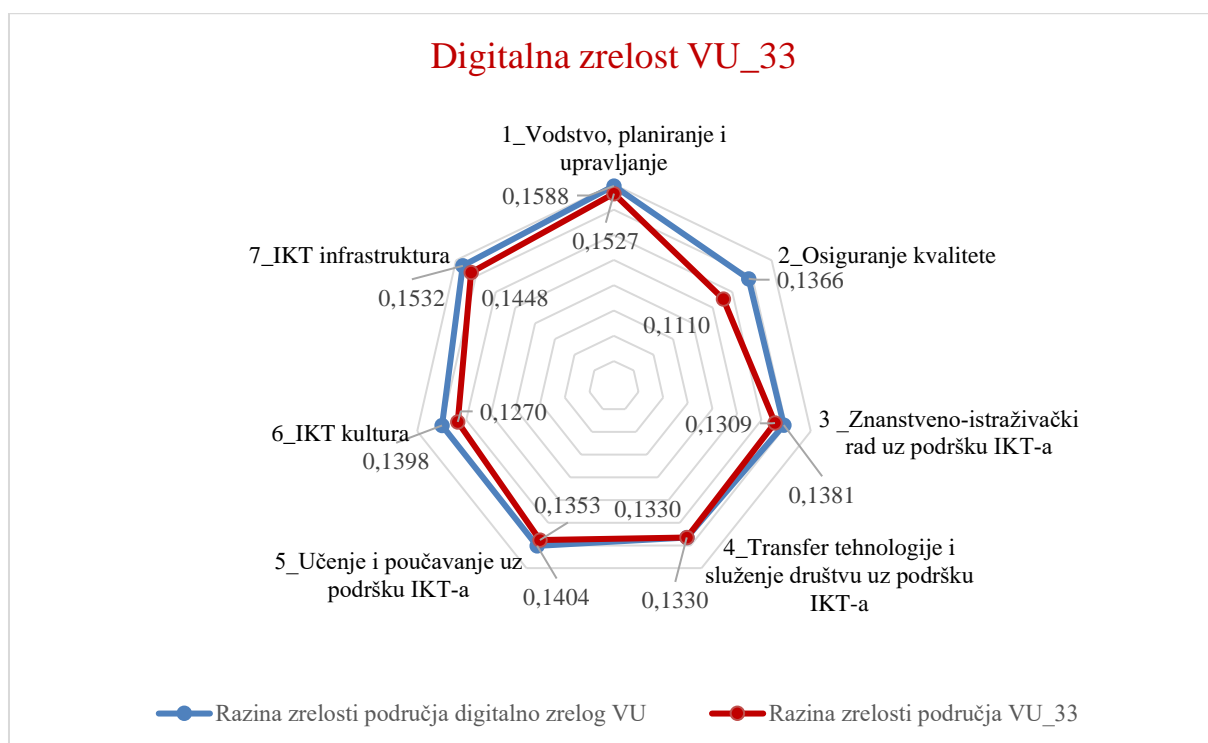 Digitalna zrelost VU_33
1_Vodstvo, planiranje i
upravljanje
0,1588
0,1527
7_IKT infrastruktura
2_Osiguranje kvalitete
0,1366
0,1532
0,1448
0,1110
0,1270
0,1309
3 _Znanstveno-istraživački
rad uz podršku IKT-a
6_IKT kultura
0,1398
0,1381
0,1353
0,1330
4_Transfer tehnologije i
služenje društvu uz podršku
IKT-a
5_Učenje i poučavanje uz
podršku IKT-a
0,1404
0,1330
Razina zrelosti područja digitalno zrelog VU
Razina zrelosti područja VU_33